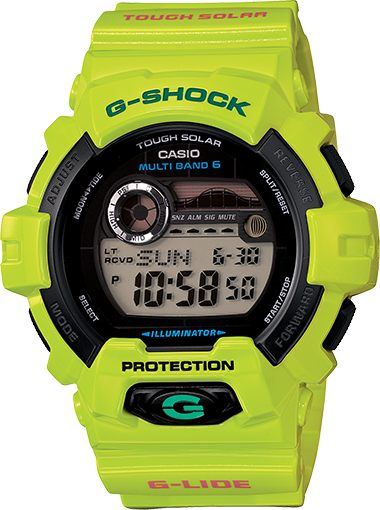 TOUGH SOLAR
G-SHOCK
TOUGH SOLAR
CASIO
MULTI BAND 6
ADJUST
REVERSE
MOON▸TIDE
SPLIT/RESET
SNZ ALM SIG MUTE
LT
RCVD SUN 6-30
P 10:58 50
SELECT
START/STOP
MODE
FORWARD
ILLUMINATOR
PROTECTION
G
G-LIDE